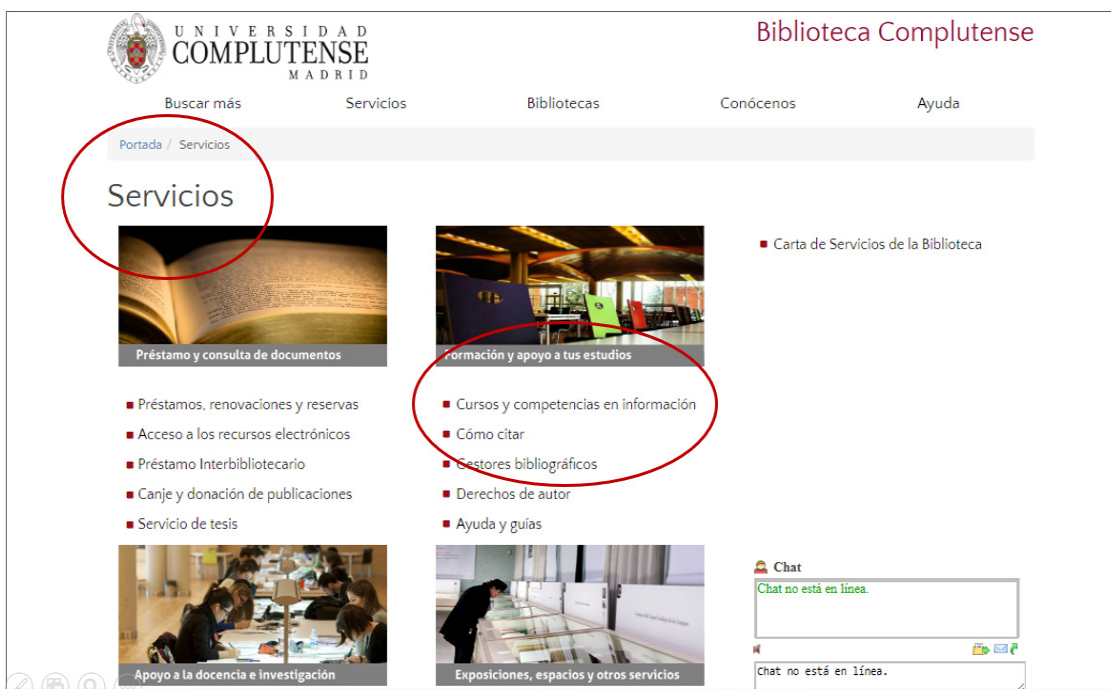 UNIVERSIDAD
COMPLUTENSE
MADRID
Biblioteca Complutense
Buscar más
Servicios
Bibliotecas
Conócenos
Ayuda
Portada / Servicios
Servicios
Préstamo y consulta de documentos
Préstamos, renovaciones y reservas
Acceso a los recursos electrónicos
Préstamo Interbibliotecario
Canje y donación de publicaciones
Servicio de tesis
Formación y apoyo a tus estudios
Cursos y competencias en información
Cómo citar
Gestores bibliográficos
Derechos de autor
Ayuda y guías
Carta de Servicios de la Biblioteca
Apoyo a la docencia e investigación
Exposiciones, espacios y otros servicios
Chat
Chat no está en línea.
Chat no está en línea.